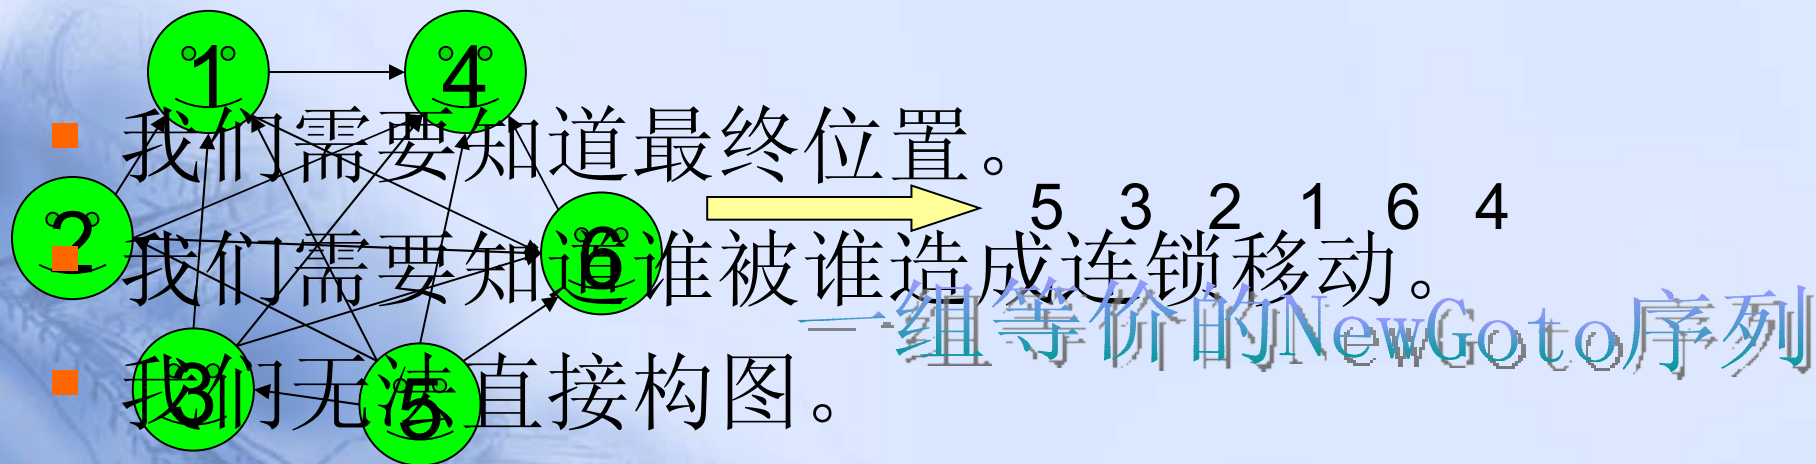 1 4
我们需要知道最终位置。
5 3 2 1 6 4
2 6
我们需要知道谁被谁造成连锁移动。
一组等价的NewGoto序列
3 5
我们无法直接构图。